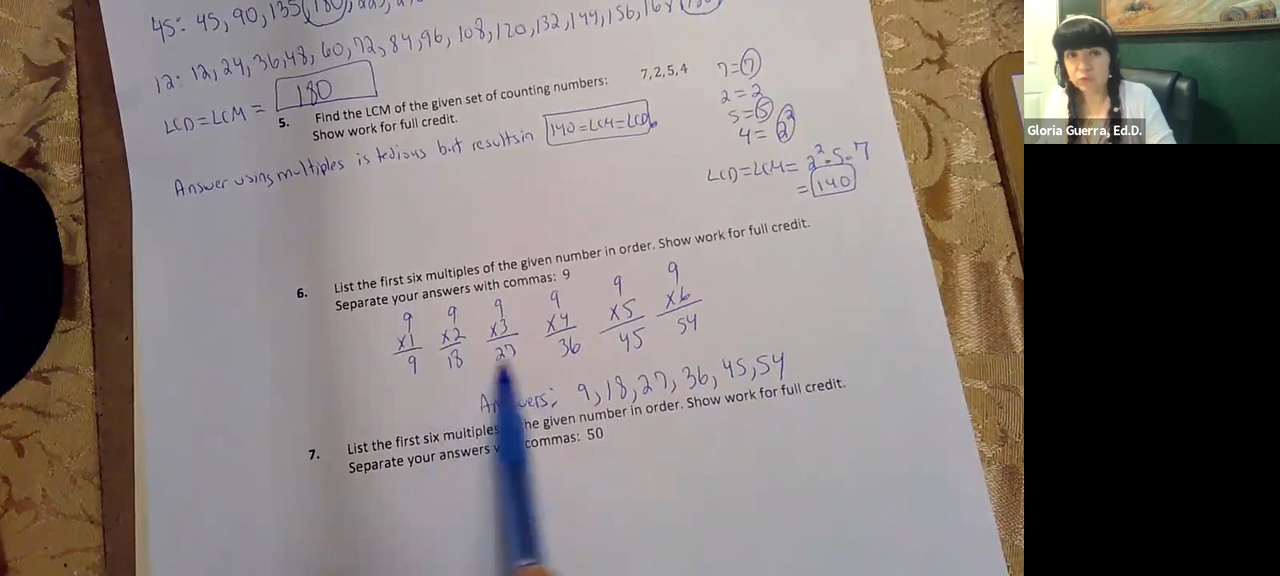 45: 45, 90, 135, 180,
12: 12, 24, 36, 48, 60, 72, 84, 96, 108, 120, 132, 144, 156, 168
LCD = LCM = 180
5. Find the LCM of the given set of counting numbers: 7, 2, 5, 4
Show work for full credit.
Answer using multiples is tedious but results in 140 = LCM = LCD
7 = 7
2 = 2
5 = 5
4 = 2²
LCD = LCM = 2² · 5 · 7
= 140
6. List the first six multiples of the given number in order. Show work for full credit.
Separate your answers with commas: 9
9 9 9 9 9 9
x1 x2 x3 x4 x5 x6
9 18 27 36 45 54
Answers: 9, 18, 27, 36, 45, 54
7. List the first six multiples the given number in order. Show work for full credit.
Separate your answers commas: 50
Gloria Guerra, Ed.D.